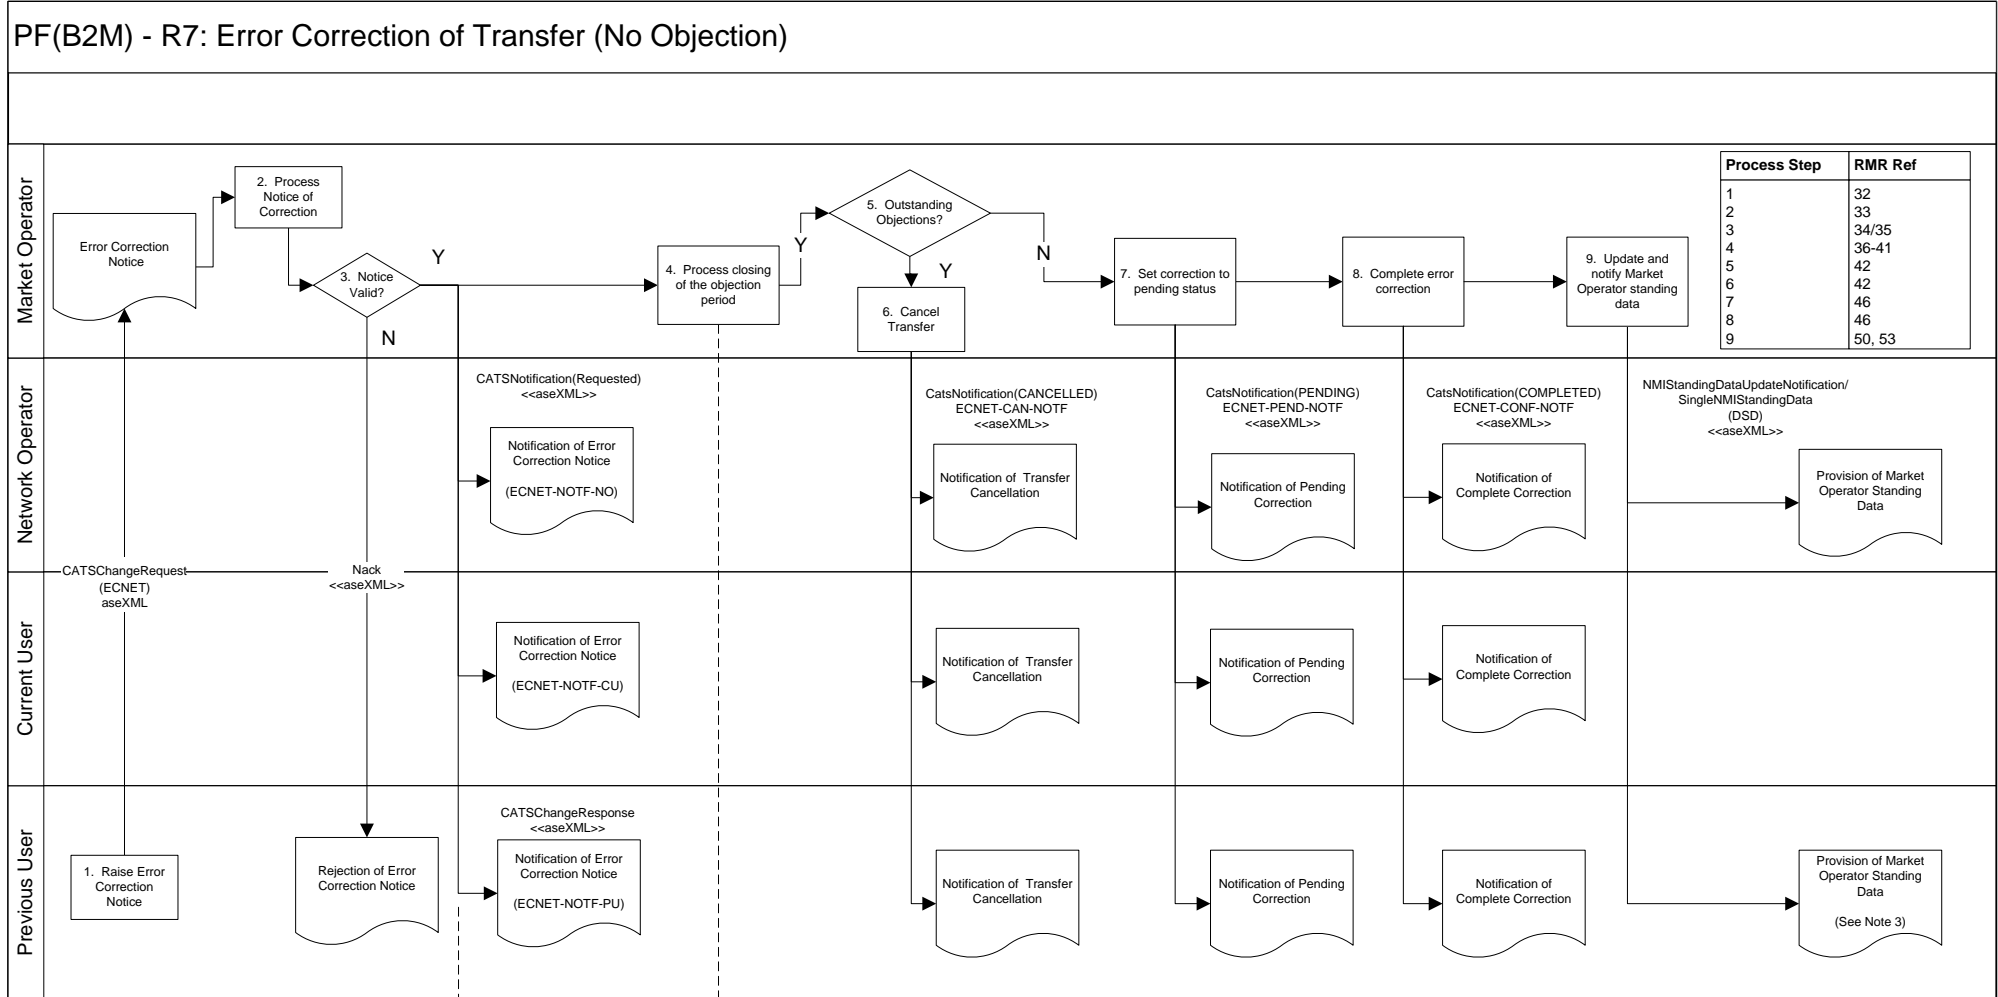 PF(B2M) - R7: Error Correction of Transfer (No Objection)
Market Operator
Error Correction
Notice
2. Process
Notice of
Correction
3. Notice
Valid?
Y
N
4. Process closing
of the objection
period
Y
5. Outstanding
Objections?
Y
N
6. Cancel
Transfer
7. Set correction to
pending status
8. Complete error
correction
9. Update and
notify Market
Operator standing
data
Process Step RMR Ref
1 32
2 33
3 34/35
4 36-41
5 42
6 42
7 46
8 46
9 50, 53
Network Operator
CATSNotification(Requested)
<<aseXML>>
Notification of Error
Correction Notice
(ECNET-NOTF-NO)
CatsNotification(CANCELLED)
ECNET-CAN-NOTF
<<aseXML>>
Notification of Transfer
Cancellation
CatsNotification(PENDING)
ECNET-PEND-NOTF
<<aseXML>>
Notification of Pending
Correction
CatsNotification(COMPLETED)
ECNET-CONF-NOTF
<<aseXML>>
Notification of
Complete Correction
NMIStandingDataUpdateNotification/
SingleNMIStandingData
(DSD)
<<aseXML>>
Provision of Market
Operator Standing
Data
CATSChangeRequest
(ECNET)
aseXML
Nack
<<aseXML>>
Current User
Notification of Error
Correction Notice
(ECNET-NOTF-CU)
Notification of Transfer
Cancellation
Notification of Pending
Correction
Notification of
Complete Correction
Previous User
1. Raise Error
Correction
Notice
Rejection of Error
Correction Notice
CATSChangeResponse
<<aseXML>>
Notification of Error
Correction Notice
(ECNET-NOTF-PU)
Notification of Transfer
Cancellation
Notification of Pending
Correction
Notification of
Complete Correction
Provision of Market
Operator Standing
Data
(See Note 3)